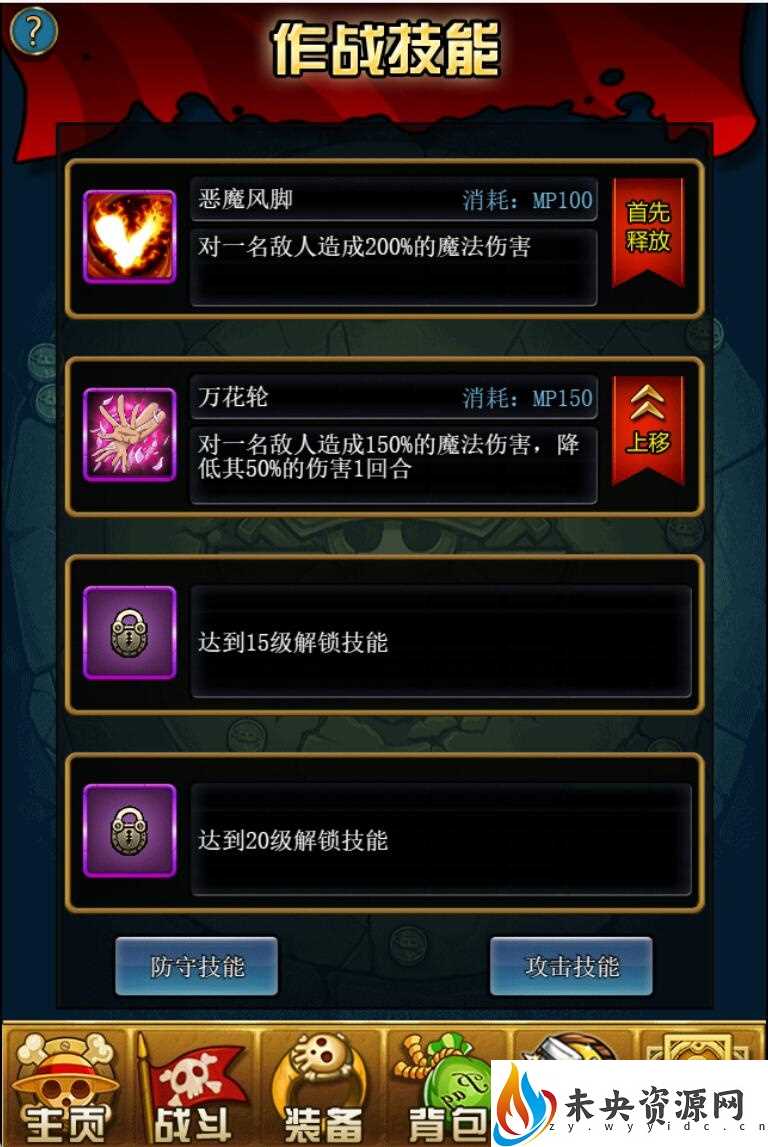 ?
作战技能
恶魔风脚
消耗：MP100
对一名敌人造成200%的魔法伤害
首先
释放
万花轮
消耗：MP150
对一名敌人造成150%的魔法伤害，降
低其50%的伤害1回合
上移
达到15级解锁技能
达到20级解锁技能
防守技能
攻击技能
主页
战斗
装备
背包
未央资源网
zy.wyyidc.cn